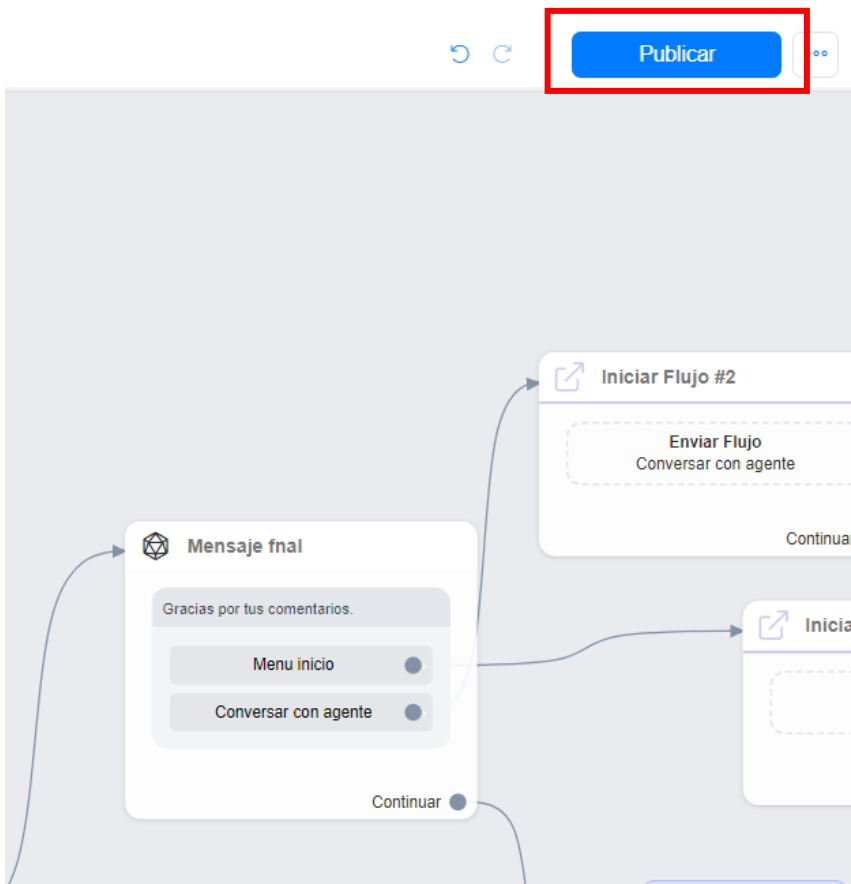 Publicar
Iniciar Flujo #2
Enviar Flujo
Conversar con agente
Continuar
Mensaje fnal
Gracias por tus comentarios.
Menu inicio
Conversar con agente
Continuar
Inicia